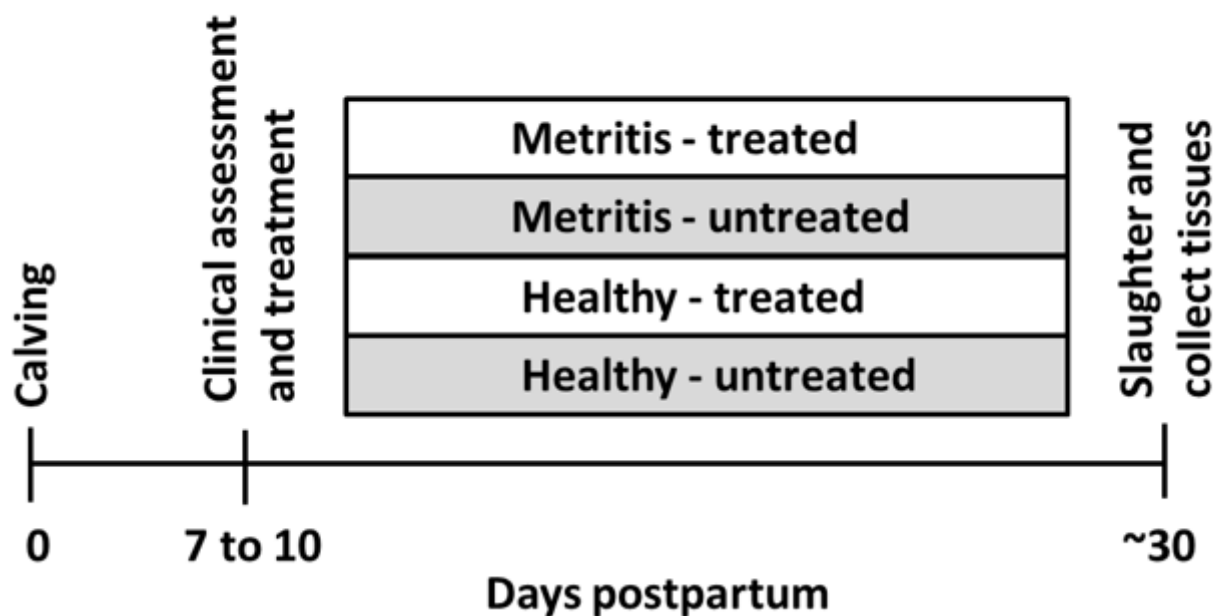 Calving
Clinical assessment
and treatment
Metritis - treated
Metritis - untreated
Healthy - treated
Healthy - untreated
Slaughter and
collect tissues
0
7 to 10
~30
Days postpartum